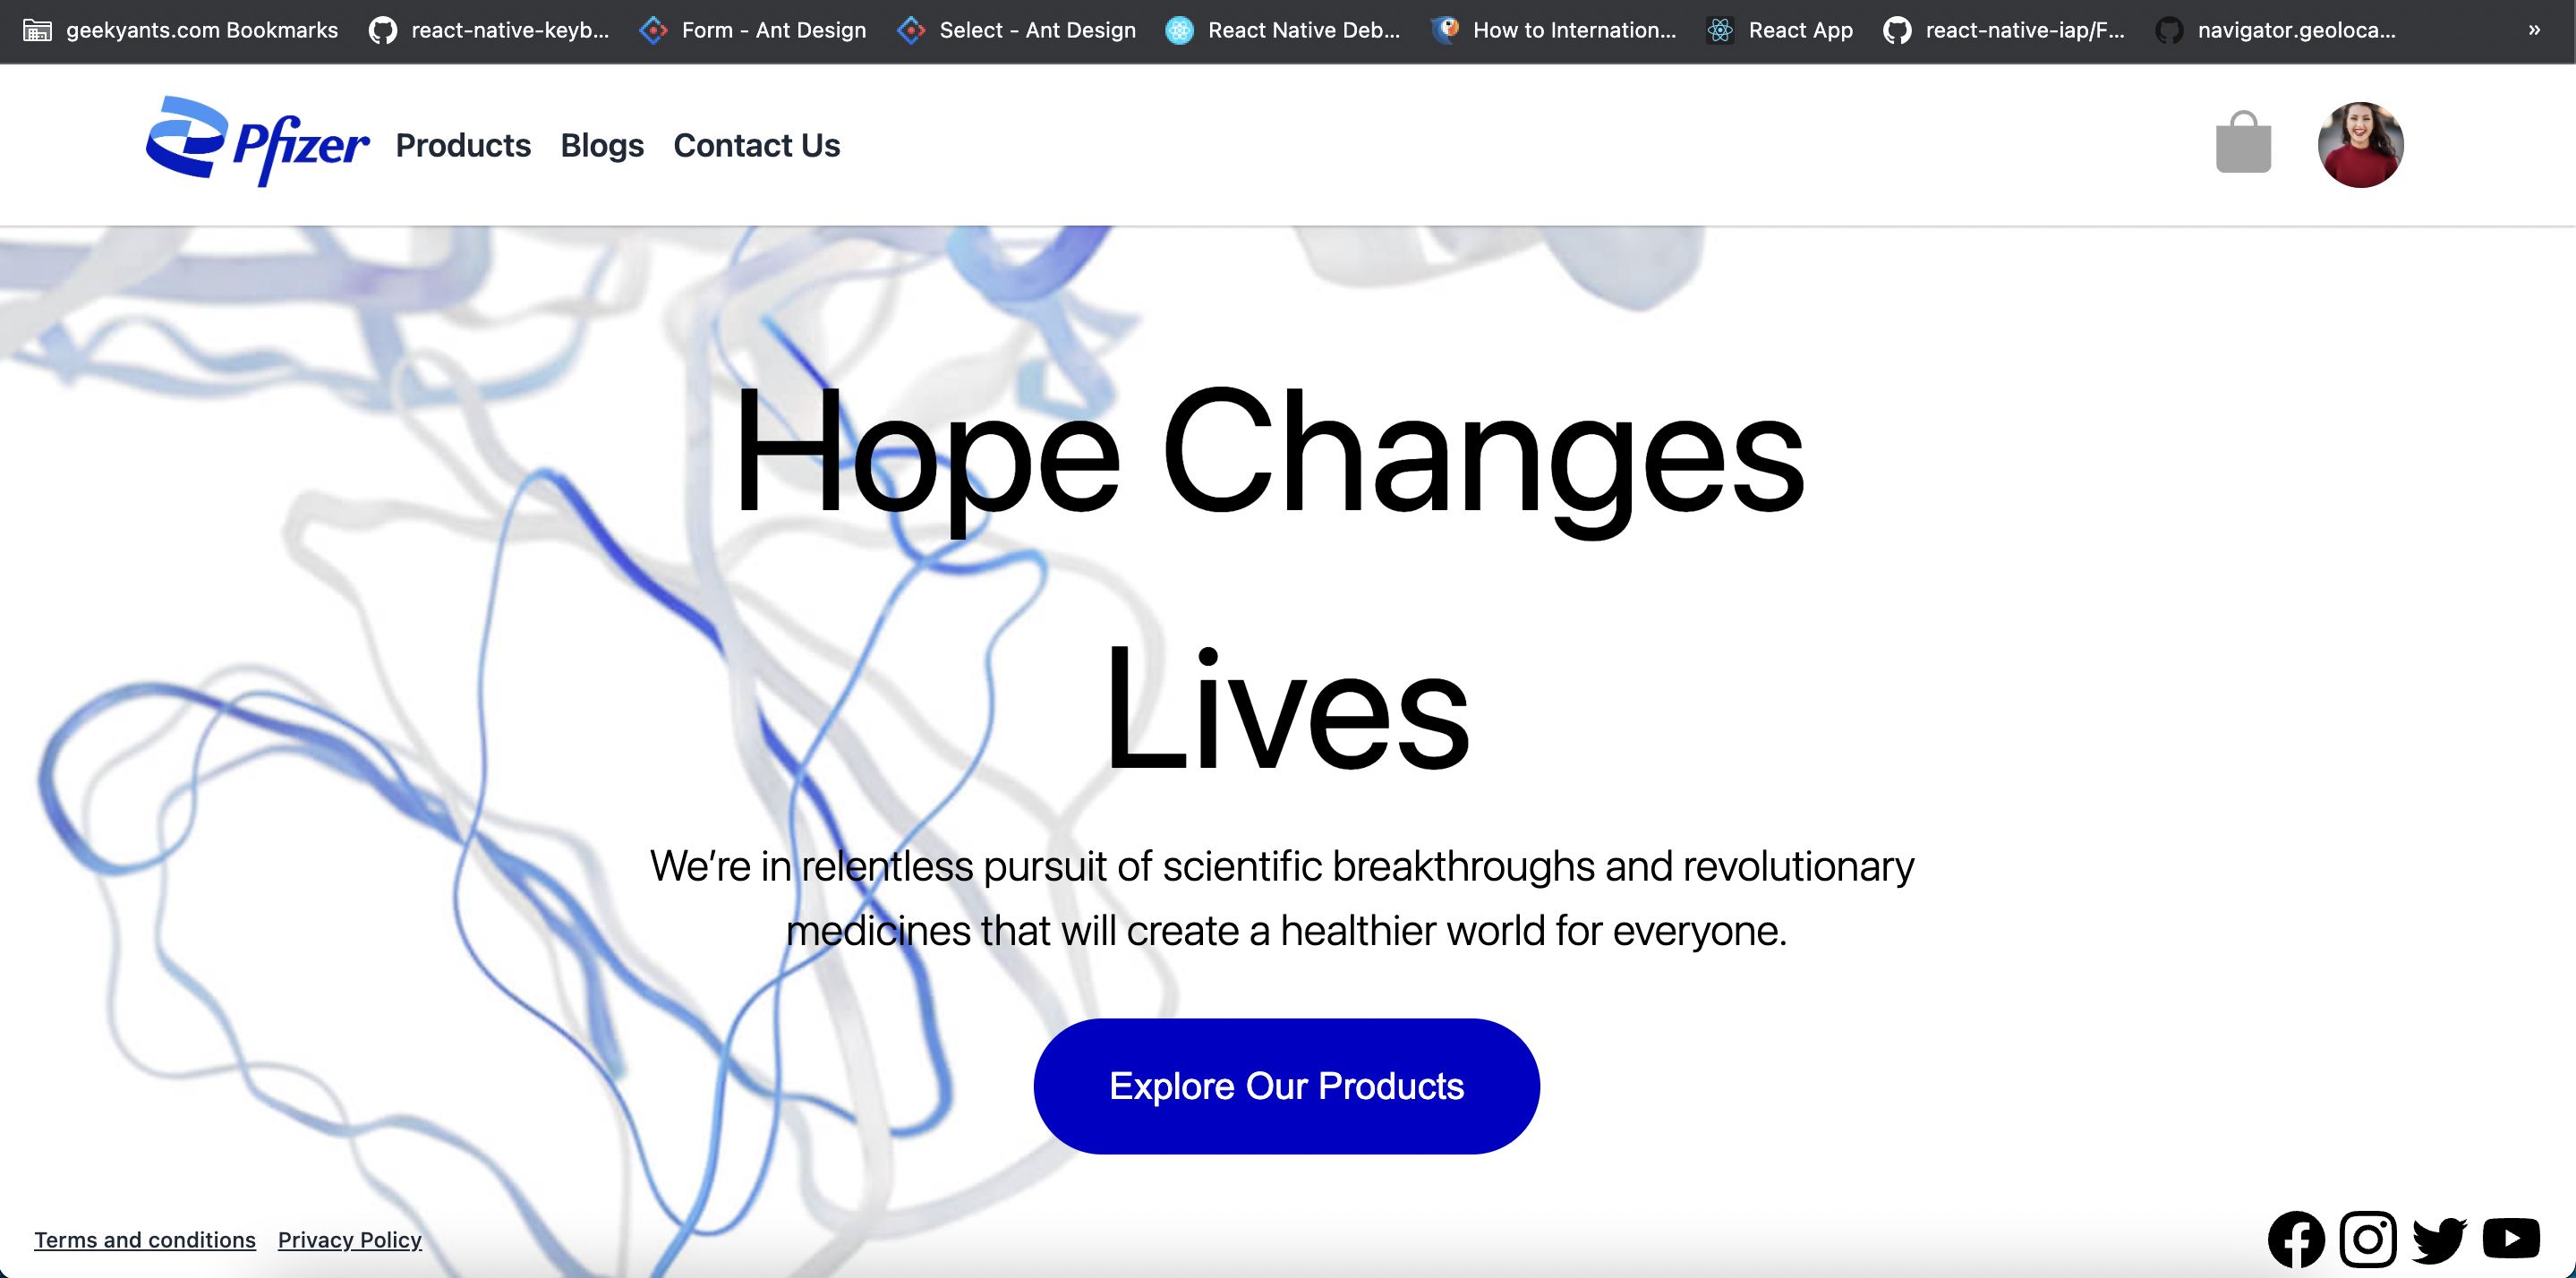 geekyants.com Bookmarks react-native-keyb... Form - Ant Design Select - Ant Design React Native Deb... How to Internation... React App react-native-iap/F... navigator.geoloca... »
Pfizer Products Blogs Contact Us
Hope Changes
Lives
We’re in relentless pursuit of scientific breakthroughs and revolutionary
medicines that will create a healthier world for everyone.
Explore Our Products
Terms and conditions Privacy Policy